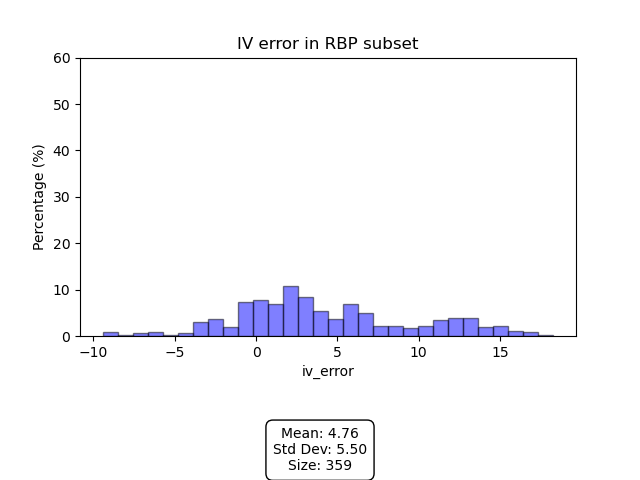 IV error in RBP subset
60
50
40
30
20
10
0
Percentage (%)
−10 −5 0 5 10 15
iv_error
Mean: 4.76
Std Dev: 5.50
Size: 359